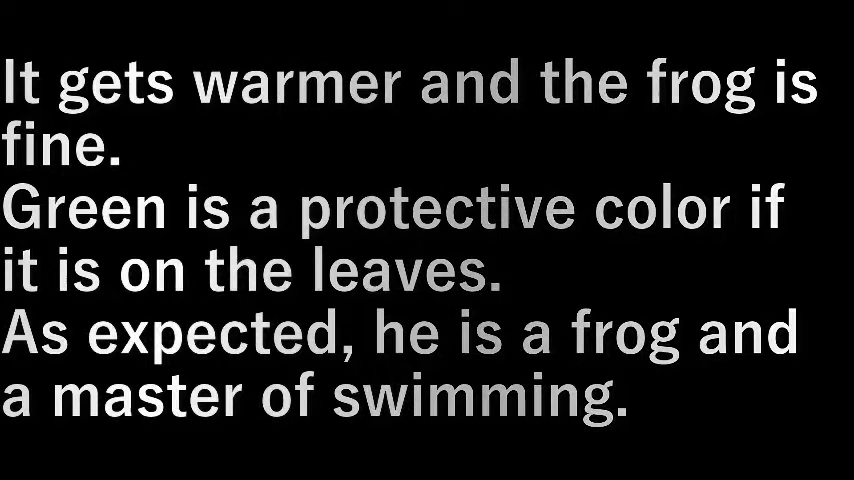 It gets warmer and the frog is
fine.
Green is a protective color if
it is on the leaves.
As expected, he is a frog and
a master of swimming.